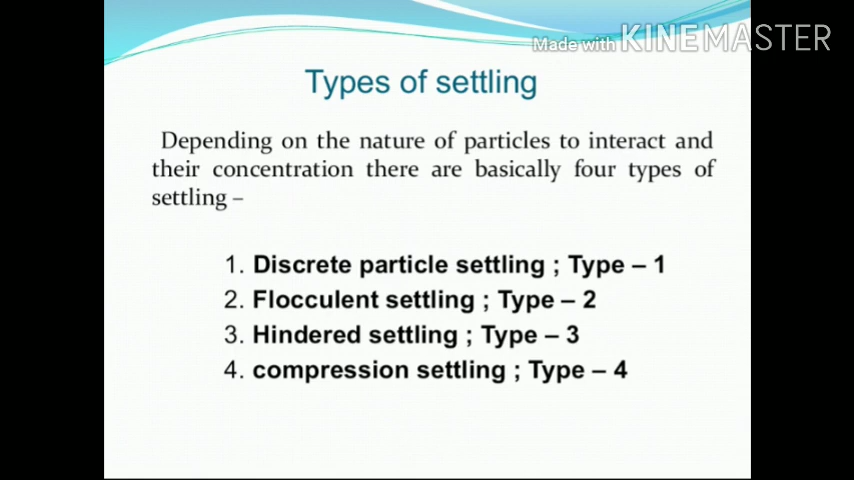 Made with KINEMASTER
Types of settling
Depending on the nature of particles to interact and
their concentration there are basically four types of
settling –
1. Discrete particle settling ; Type – 1
2. Flocculent settling ; Type – 2
3. Hindered settling ; Type – 3
4. compression settling ; Type – 4